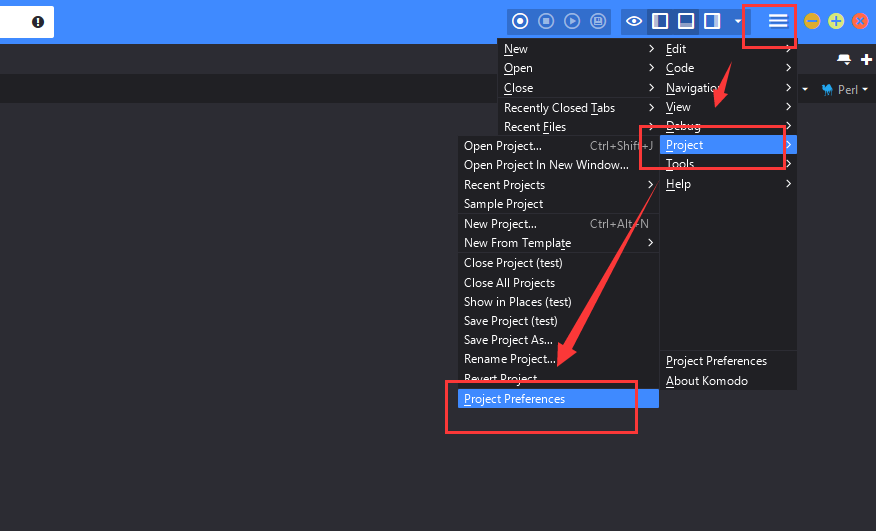 New
Open
Close
Recently Closed Tabs
Recent Files
Edit
Code
Navigation
View
Debug
Project
Tools
Help
Perl
Open Project... Ctrl+Shift+J
Open Project In New Window...
Recent Projects
Sample Project
New Project... Ctrl+Alt+N
New From Template
Close Project (test)
Close All Projects
Show in Places (test)
Save Project (test)
Save Project As...
Rename Project...
Revert Project
Project Preferences
Project Preferences
About Komodo